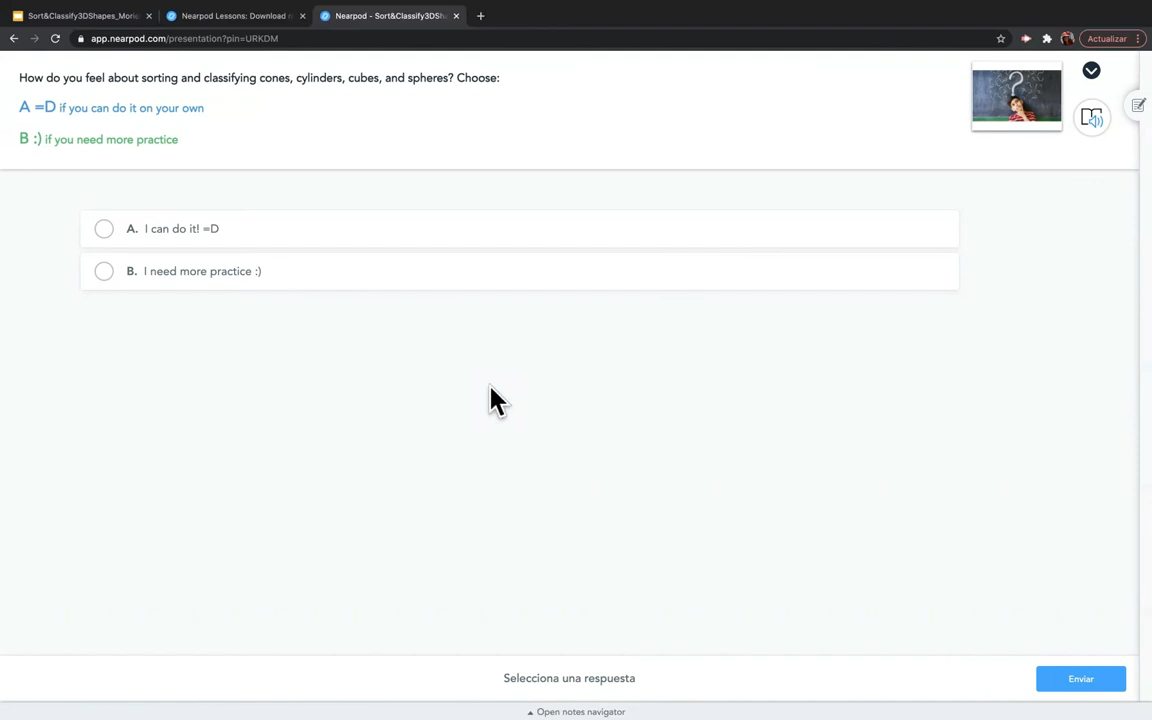 Sort&Classify3DShapes_Morie
Nearpod Lessons: Download n
Nearpod - Sort&Classify3DSh
app.nearpod.com/presentation?pin=URKDM
Actualizar
How do you feel about sorting and classifying cones, cylinders, cubes, and spheres? Choose:
A =D if you can do it on your own
B :) if you need more practice
?
A. I can do it! =D
B. I need more practice :)
Selecciona una respuesta
Enviar
Open notes navigator